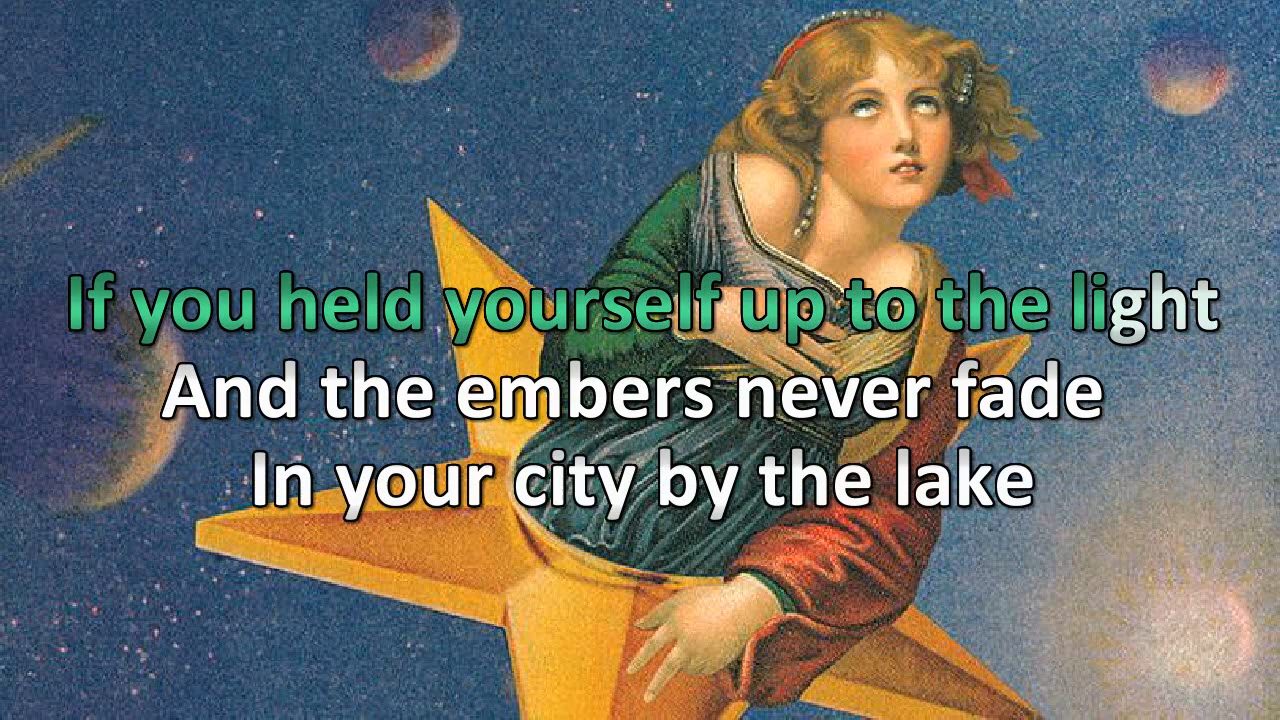 If you held yourself up to the light
And the embers never fade
In your city by the lake